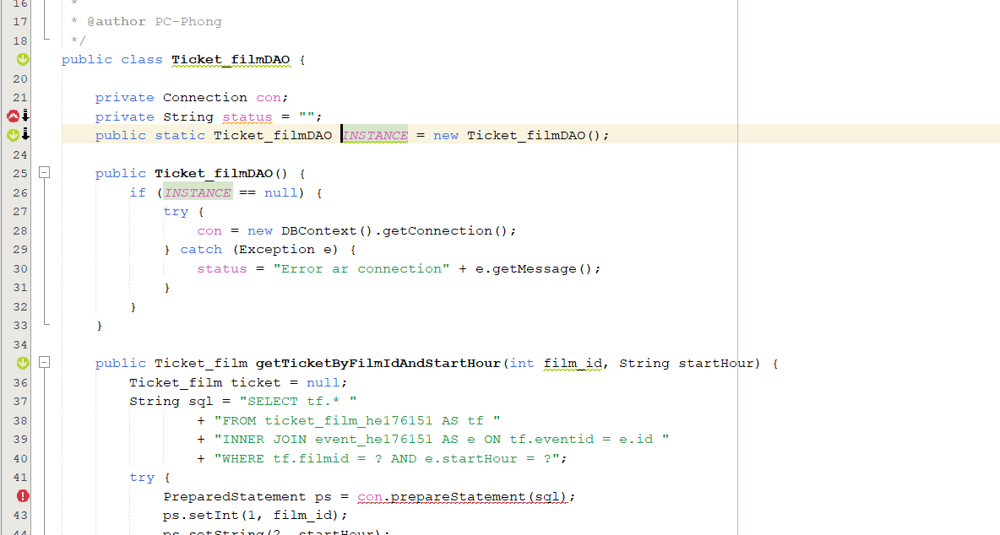 16 *
17 * @author PC-Phong
18 */
public class Ticket_filmDAO {
20
21 private Connection con;
private String status = "";
public static Ticket_filmDAO INSTANCE = new Ticket_filmDAO();
24
25 public Ticket_filmDAO() {
26 if (INSTANCE == null) {
27 try {
28 con = new DBContext().getConnection();
29 } catch (Exception e) {
30 status = "Error ar connection" + e.getMessage();
31 }
32 }
33 }
34
public Ticket_film getTicketByFilmIdAndStartHour(int film_id, String startHour) {
36 Ticket_film ticket = null;
37 String sql = "SELECT tf.* "
38 + "FROM ticket_film_he176151 AS tf "
39 + "INNER JOIN event_he176151 AS e ON tf.eventid = e.id "
40 + "WHERE tf.filmid = ? AND e.startHour = ?";
41 try {
PreparedStatement ps = con.prepareStatement(sql);
43 ps.setInt(1, film_id);
44 ps.setString(2, startHour);